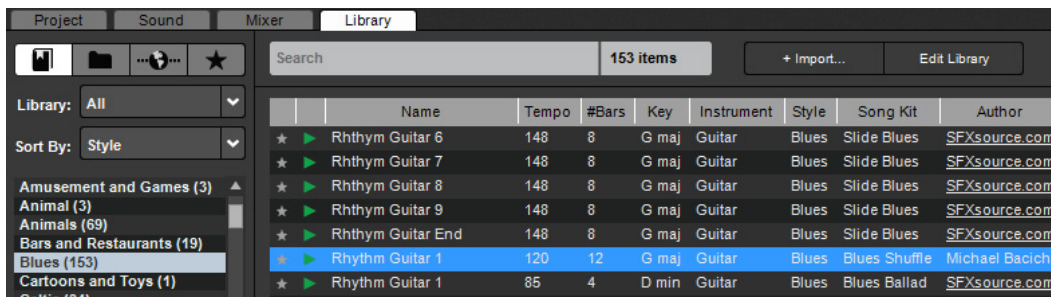 Project Sound Mixer Library
Search 153 items + Import... Edit Library
Library: All
Sort By: Style
Amusement and Games (3)
Animal (3)
Animals (69)
Bars and Restaurants (19)
Blues (153)
Cartoons and Toys (1)
Name Tempo #Bars Key Instrument Style Song Kit Author
Rhthym Guitar 6 148 8 G maj Guitar Blues Slide Blues SFXsource.com
Rhthym Guitar 7 148 8 G maj Guitar Blues Slide Blues SFXsource.com
Rhthym Guitar 8 148 8 G maj Guitar Blues Slide Blues SFXsource.com
Rhthym Guitar 9 148 8 G maj Guitar Blues Slide Blues SFXsource.com
Rhthym Guitar End 148 8 G maj Guitar Blues Slide Blues SFXsource.com
Rhythm Guitar 1 120 12 G maj Guitar Blues Blues Shuffle Michael Bacich
Rhythm Guitar 1 85 4 D min Guitar Blues Blues Ballad SFXsource.com